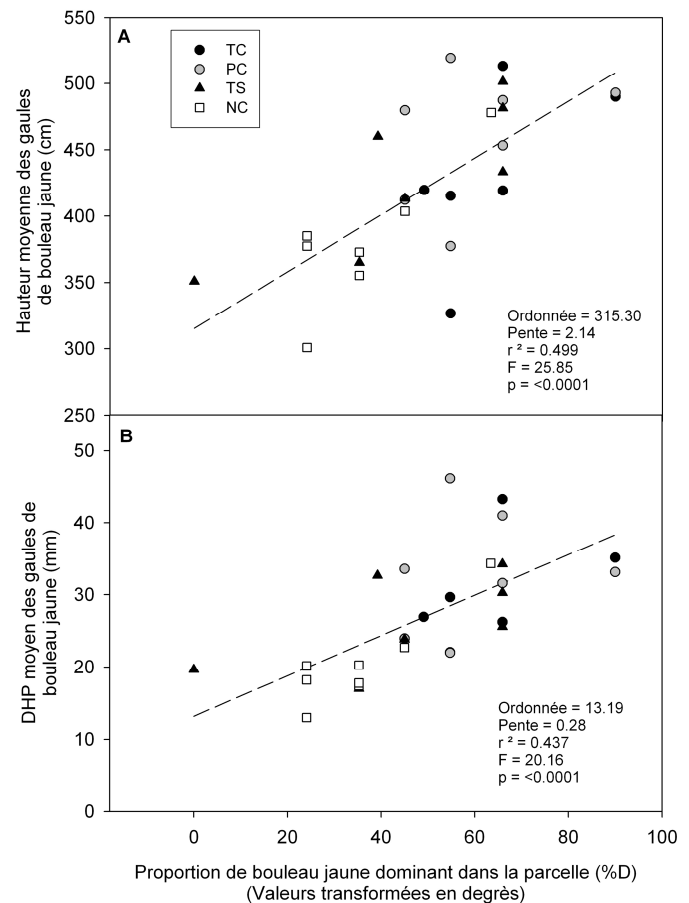 550
A
TC
PC
TS
NC
500
450
400
350
300
250
Hauteur moyenne des gaules
de bouleau jaune (cm)
Ordonnée = 315.30
Pente = 2.14
r ² = 0.499
F = 25.85
p = <0.0001
B
50
40
30
20
10
0
DHP moyen des gaules de
bouleau jaune (mm)
Ordonnée = 13.19
Pente = 0.28
r ² = 0.437
F = 20.16
p = <0.0001
0 20 40 60 80 100
Proportion de bouleau jaune dominant dans la parcelle (%D)
(Valeurs transformées en degrès)